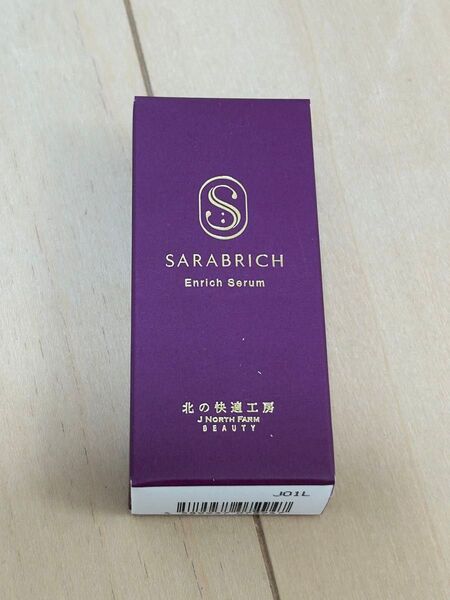 SARABRICH
Enrich Serum
北の快適工房
J NORTH FARM
BEAUTY
J01L